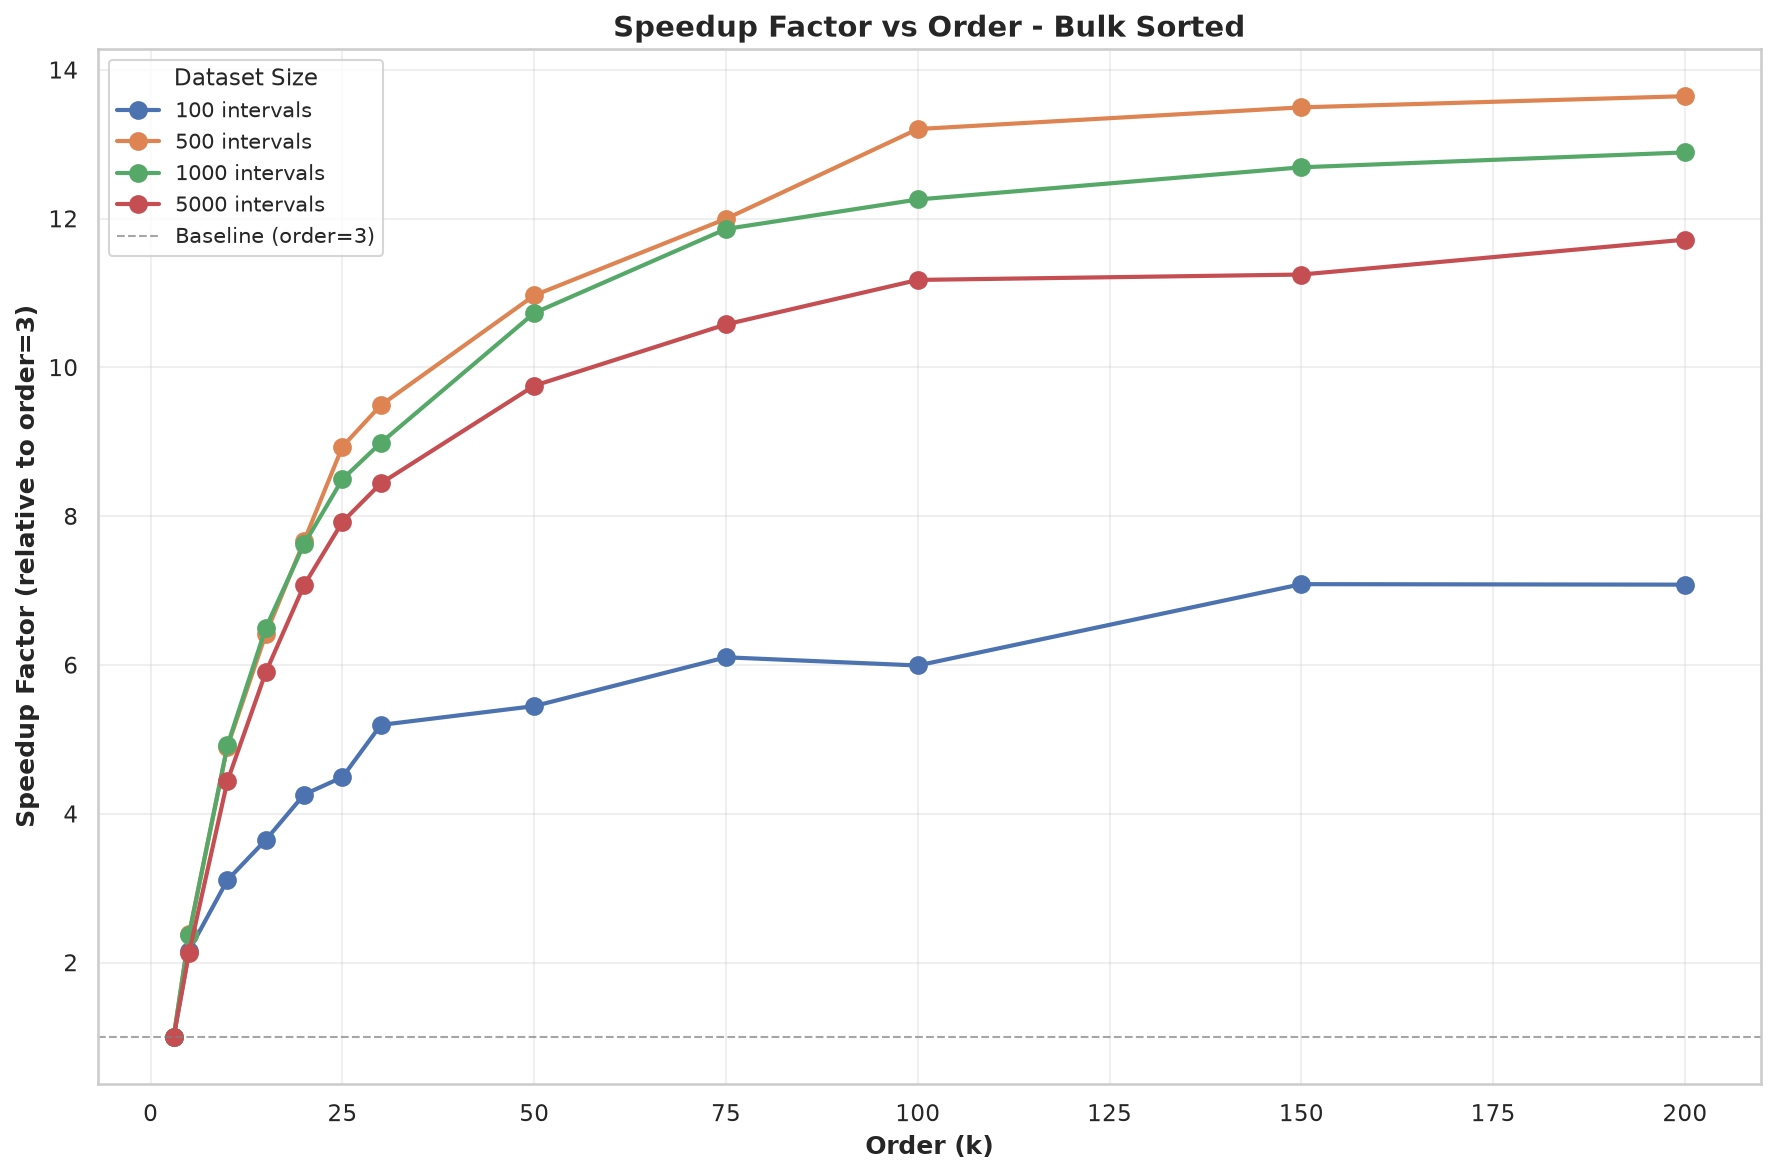 Speedup Factor vs Order - Bulk Sorted
Dataset Size
100 intervals
500 intervals
1000 intervals
5000 intervals
Baseline (order=3)
Speedup Factor (relative to order=3)
14
12
10
8
6
4
2
0 25 50 75 100 125 150 175 200
Order (k)